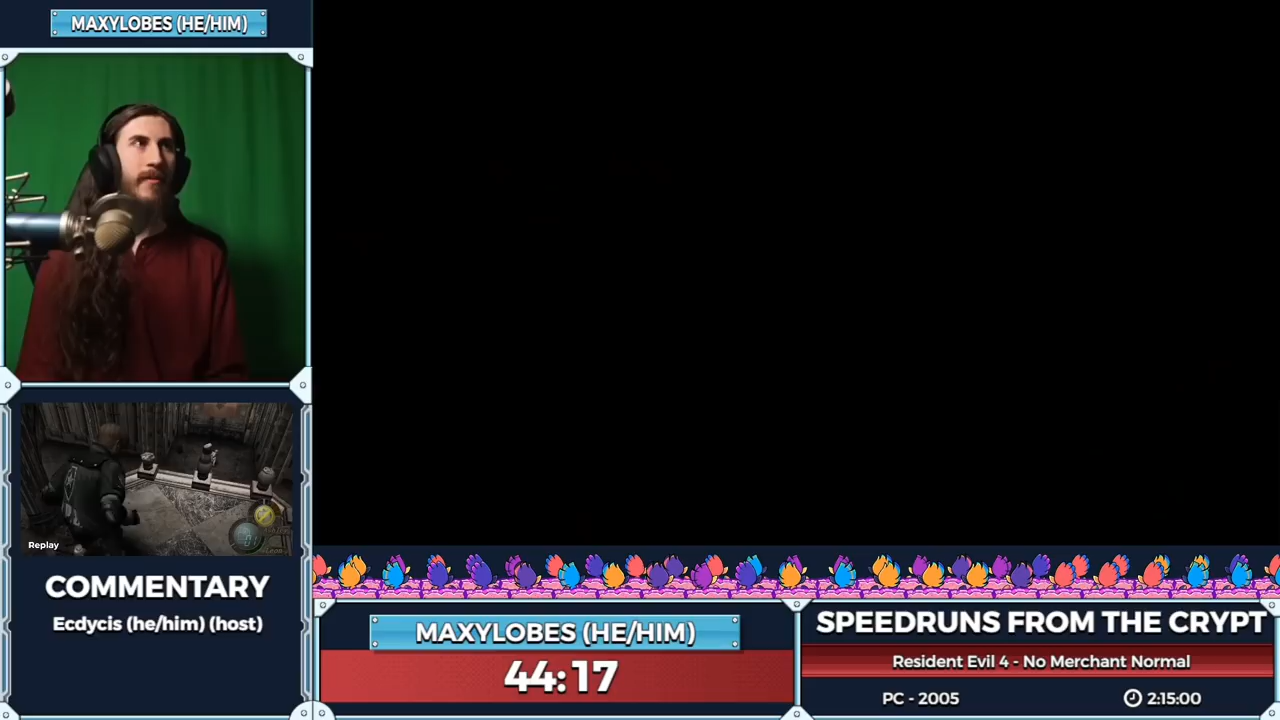 MAXYLOBES (HE/HIM)
Replay
COMMENTARY
Ecdycis (he/him) (host)
MAXYLOBES (HE/HIM)
44:17
SPEEDRUNS FROM THE CRYPT
Resident Evil 4 - No Merchant Normal
PC - 2005
2:15:00